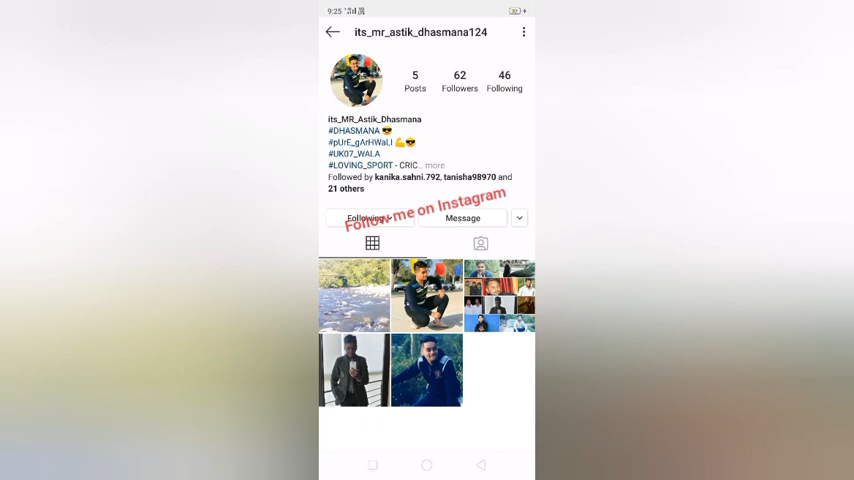 9:25
its_mr_astik_dhasmana124
5 62 46
Posts Followers Following
its_MR_Astik_Dhasmana
#DHASMANA 😎
#pUrE_gArHWaLI 💪😎
#UK07_WALA
#LOVING_SPORT - CRIC... more
Followed by kanika.sahni.792, tanisha98970 and
21 others
Follow me on Instagram
Following Message